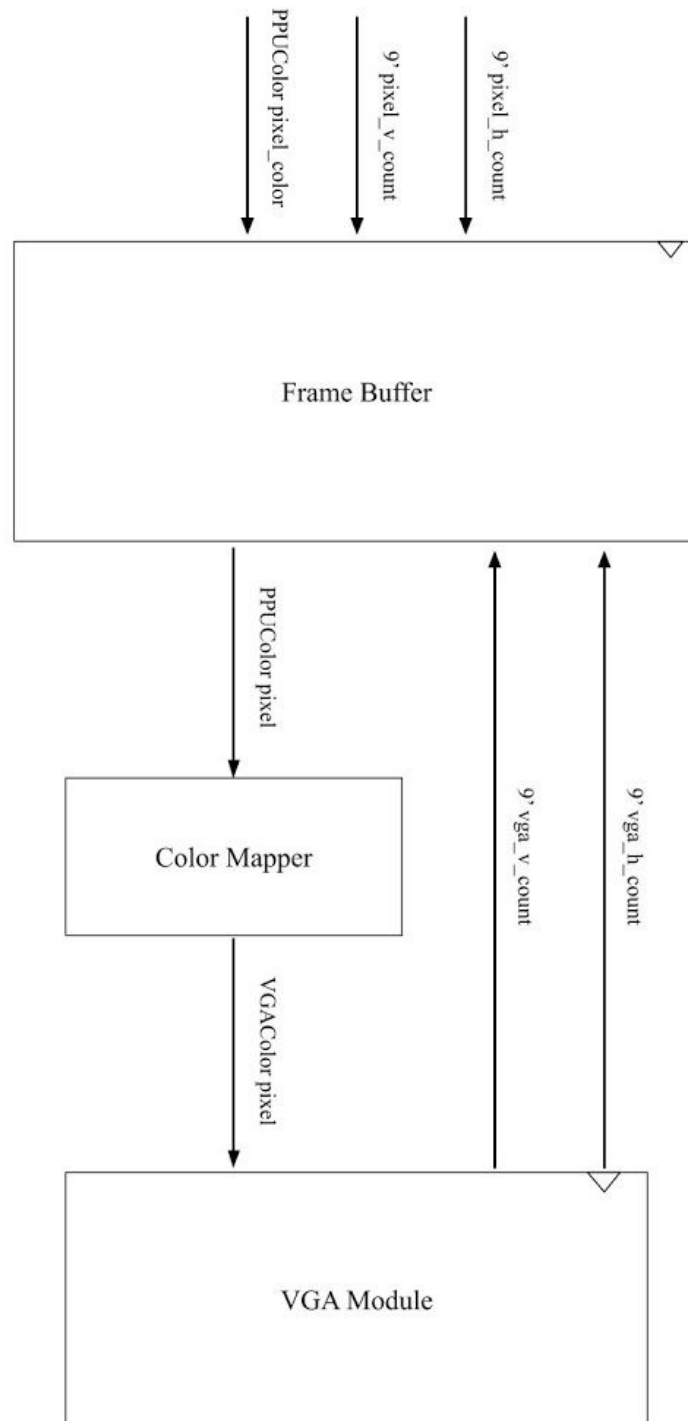 PPUColor pixel_color
9’ pixel_v_count
9’ pixel_h_count
Frame Buffer
PPUColor pixel
9’ vga_v_count
9’ vga_h_count
Color Mapper
VGAColor pixel
VGA Module